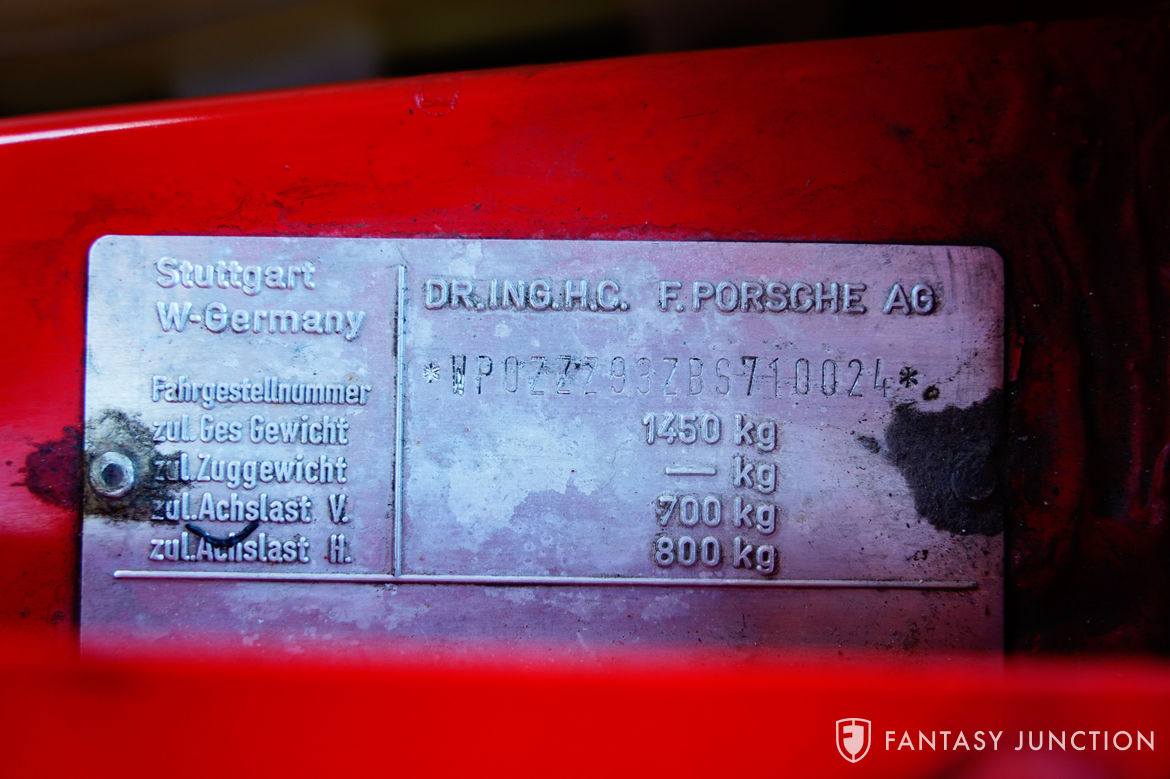 Stuttgart
W-Germany
DR.ING.H.C. F.PORSCHE AG
Fahrgestellnummer *WP0ZZZ93ZBS710024*
zul.Ges Gewicht 1450 kg
zul.Zuggewicht — kg
zul.Achslast V. 700 kg
zul.Achslast H. 800 kg
FANTASY JUNCTION